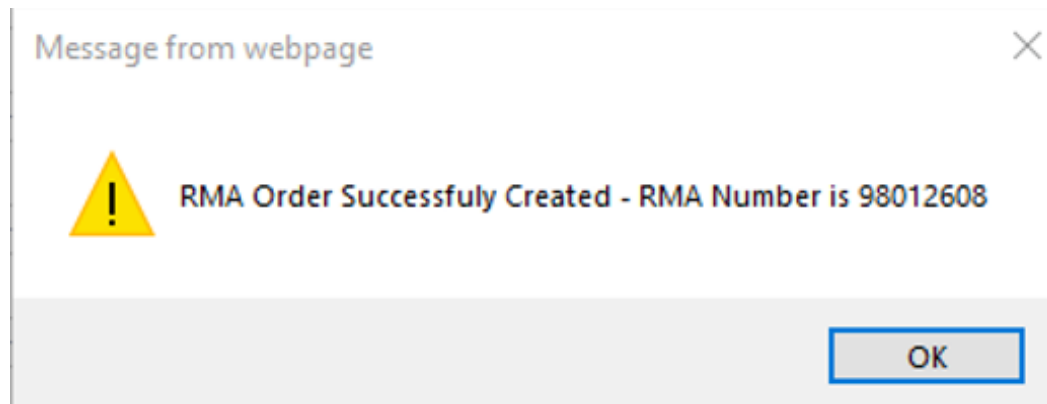 Message from webpage
RMA Order Successfuly Created - RMA Number is 98012608
OK